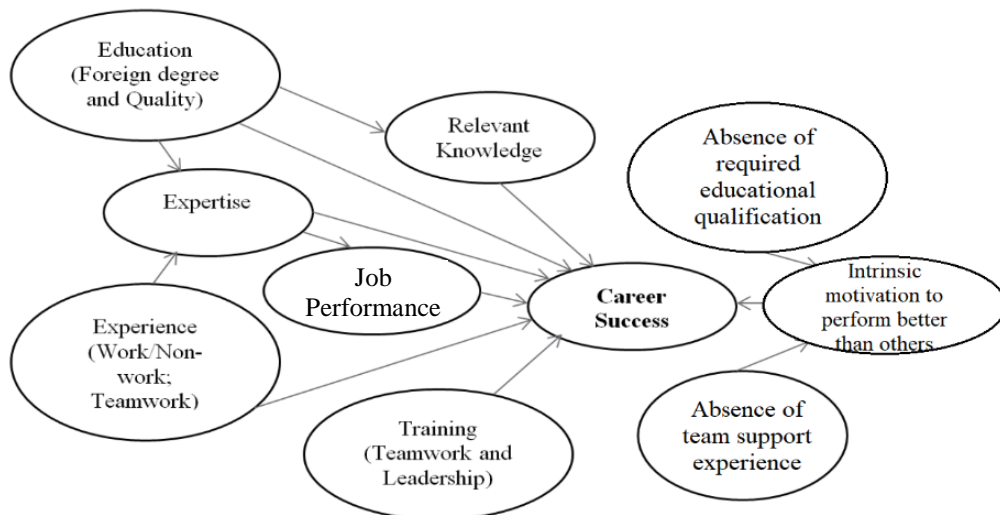 Education
(Foreign degree
and Quality)
Relevant
Knowledge
Absence of
required
educational
qualification
Expertise
Job
Performance
Career
Success
Intrinsic
motivation to
perform better
than others
Experience
(Work/Non-
work;
Teamwork)
Training
(Teamwork and
Leadership)
Absence of
team support
experience